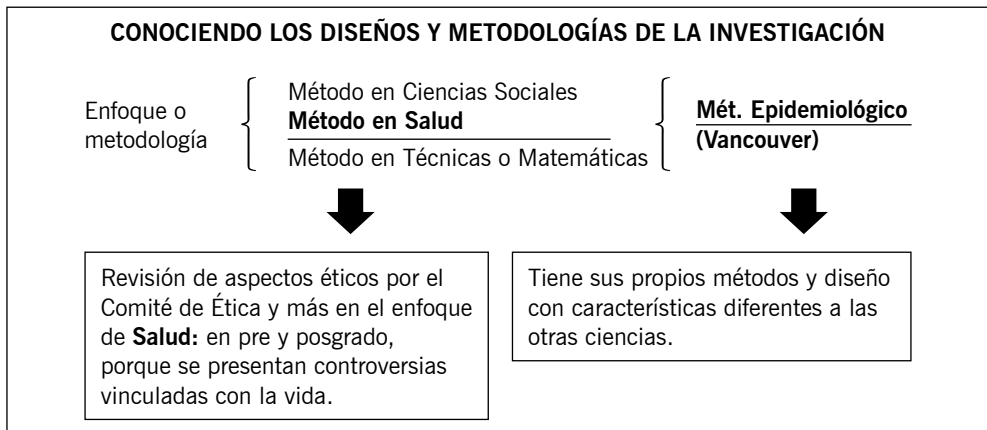 CONOCIENDO LOS DISEÑOS Y METODOLOGÍAS DE LA INVESTIGACIÓN
Enfoque o
metodología
Método en Ciencias Sociales
Método en Salud
Método en Técnicas o Matemáticas
Mét. Epidemiológico
(Vancouver)
Revisión de aspectos éticos por el
Comité de Ética y más en el enfoque
de Salud: en pre y posgrado,
porque se presentan controversias
vinculadas con la vida.
Tiene sus propios métodos y diseño
con características diferentes a las
otras ciencias.